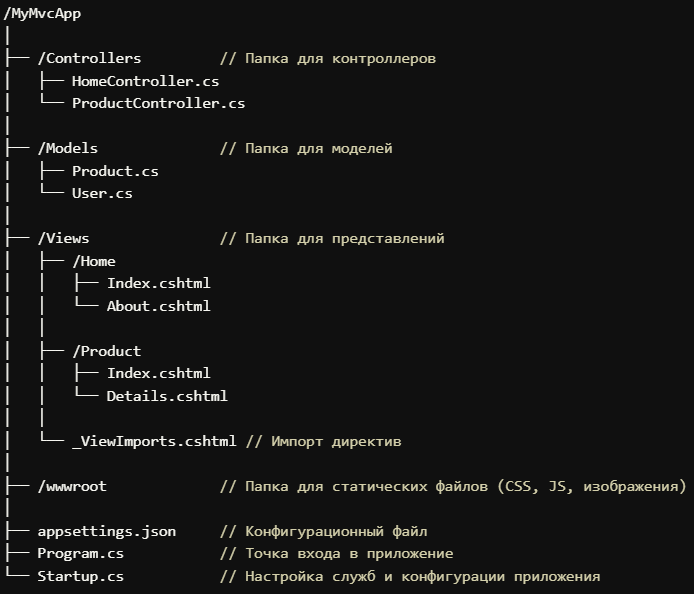 /MyMvcApp
│
├── /Controllers         // Папка для контроллеров
│   ├── HomeController.cs
│   └── ProductController.cs
│
├── /Models              // Папка для моделей
│   ├── Product.cs
│   └── User.cs
│
├── /Views               // Папка для представлений
│   ├── /Home
│   │   ├── Index.cshtml
│   │   └── About.cshtml
│   │
│   ├── /Product
│   │   ├── Index.cshtml
│   │   └── Details.cshtml
│   │
│   └── _ViewImports.cshtml // Импорт директив
│
├── /wwwroot             // Папка для статических файлов (CSS, JS, изображения)
│
├── appsettings.json     // Конфигурационный файл
├── Program.cs           // Точка входа в приложение
└── Startup.cs           // Настройка служб и конфигурации приложения